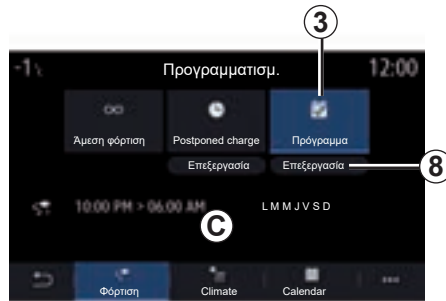 3
-1°c Προγραμματισμ. 12:00
Άμεση φόρτιση Postponed charge Πρόγραμμα
Επεξεργασία Επεξεργασία 8
10:00 PM > 06:00 AM L M M J V S D
C
Φόρτιση Climate Calendar